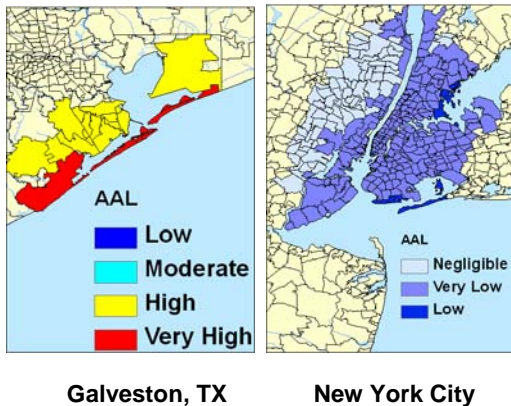 AAL
Low
Moderate
High
Very High
AAL
Negligible
Very Low
Low
Galveston, TX
New York City